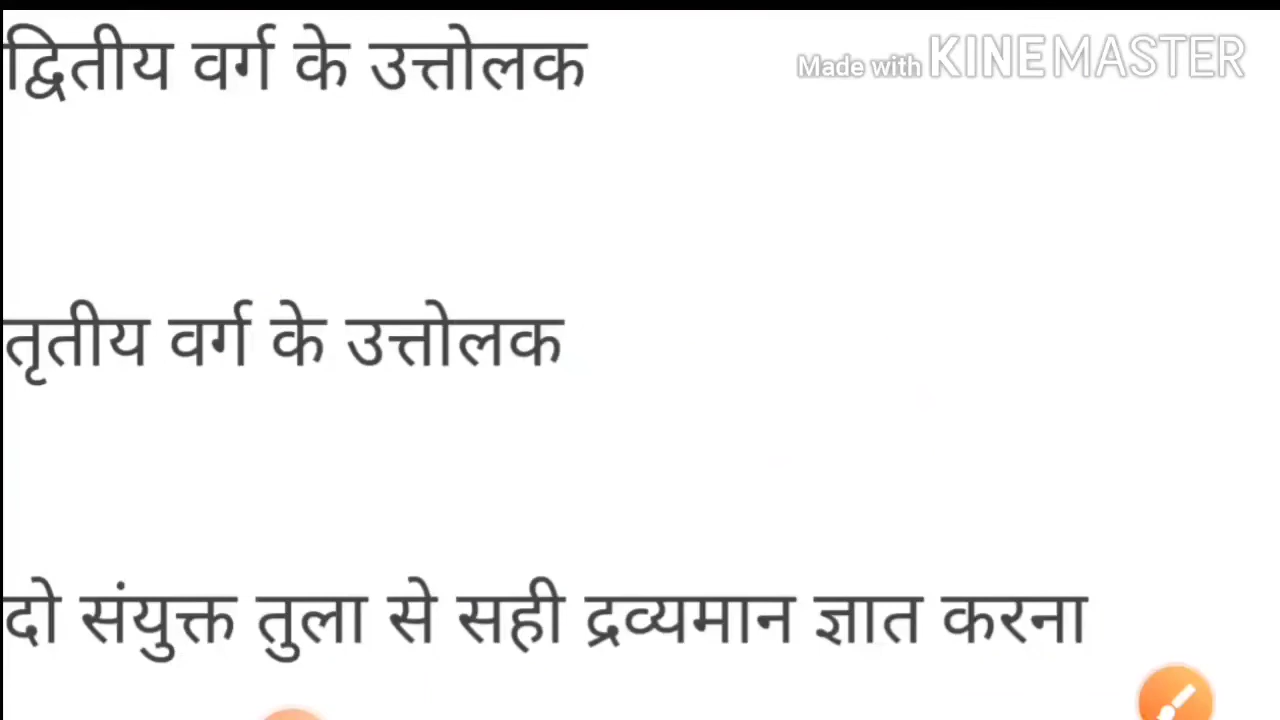 द्वितीय वर्ग के उत्तोलक
Made with KINEMASTER
तृतीय वर्ग के उत्तोलक
दो संयुक्त तुला से सही द्रव्यमान ज्ञात करना